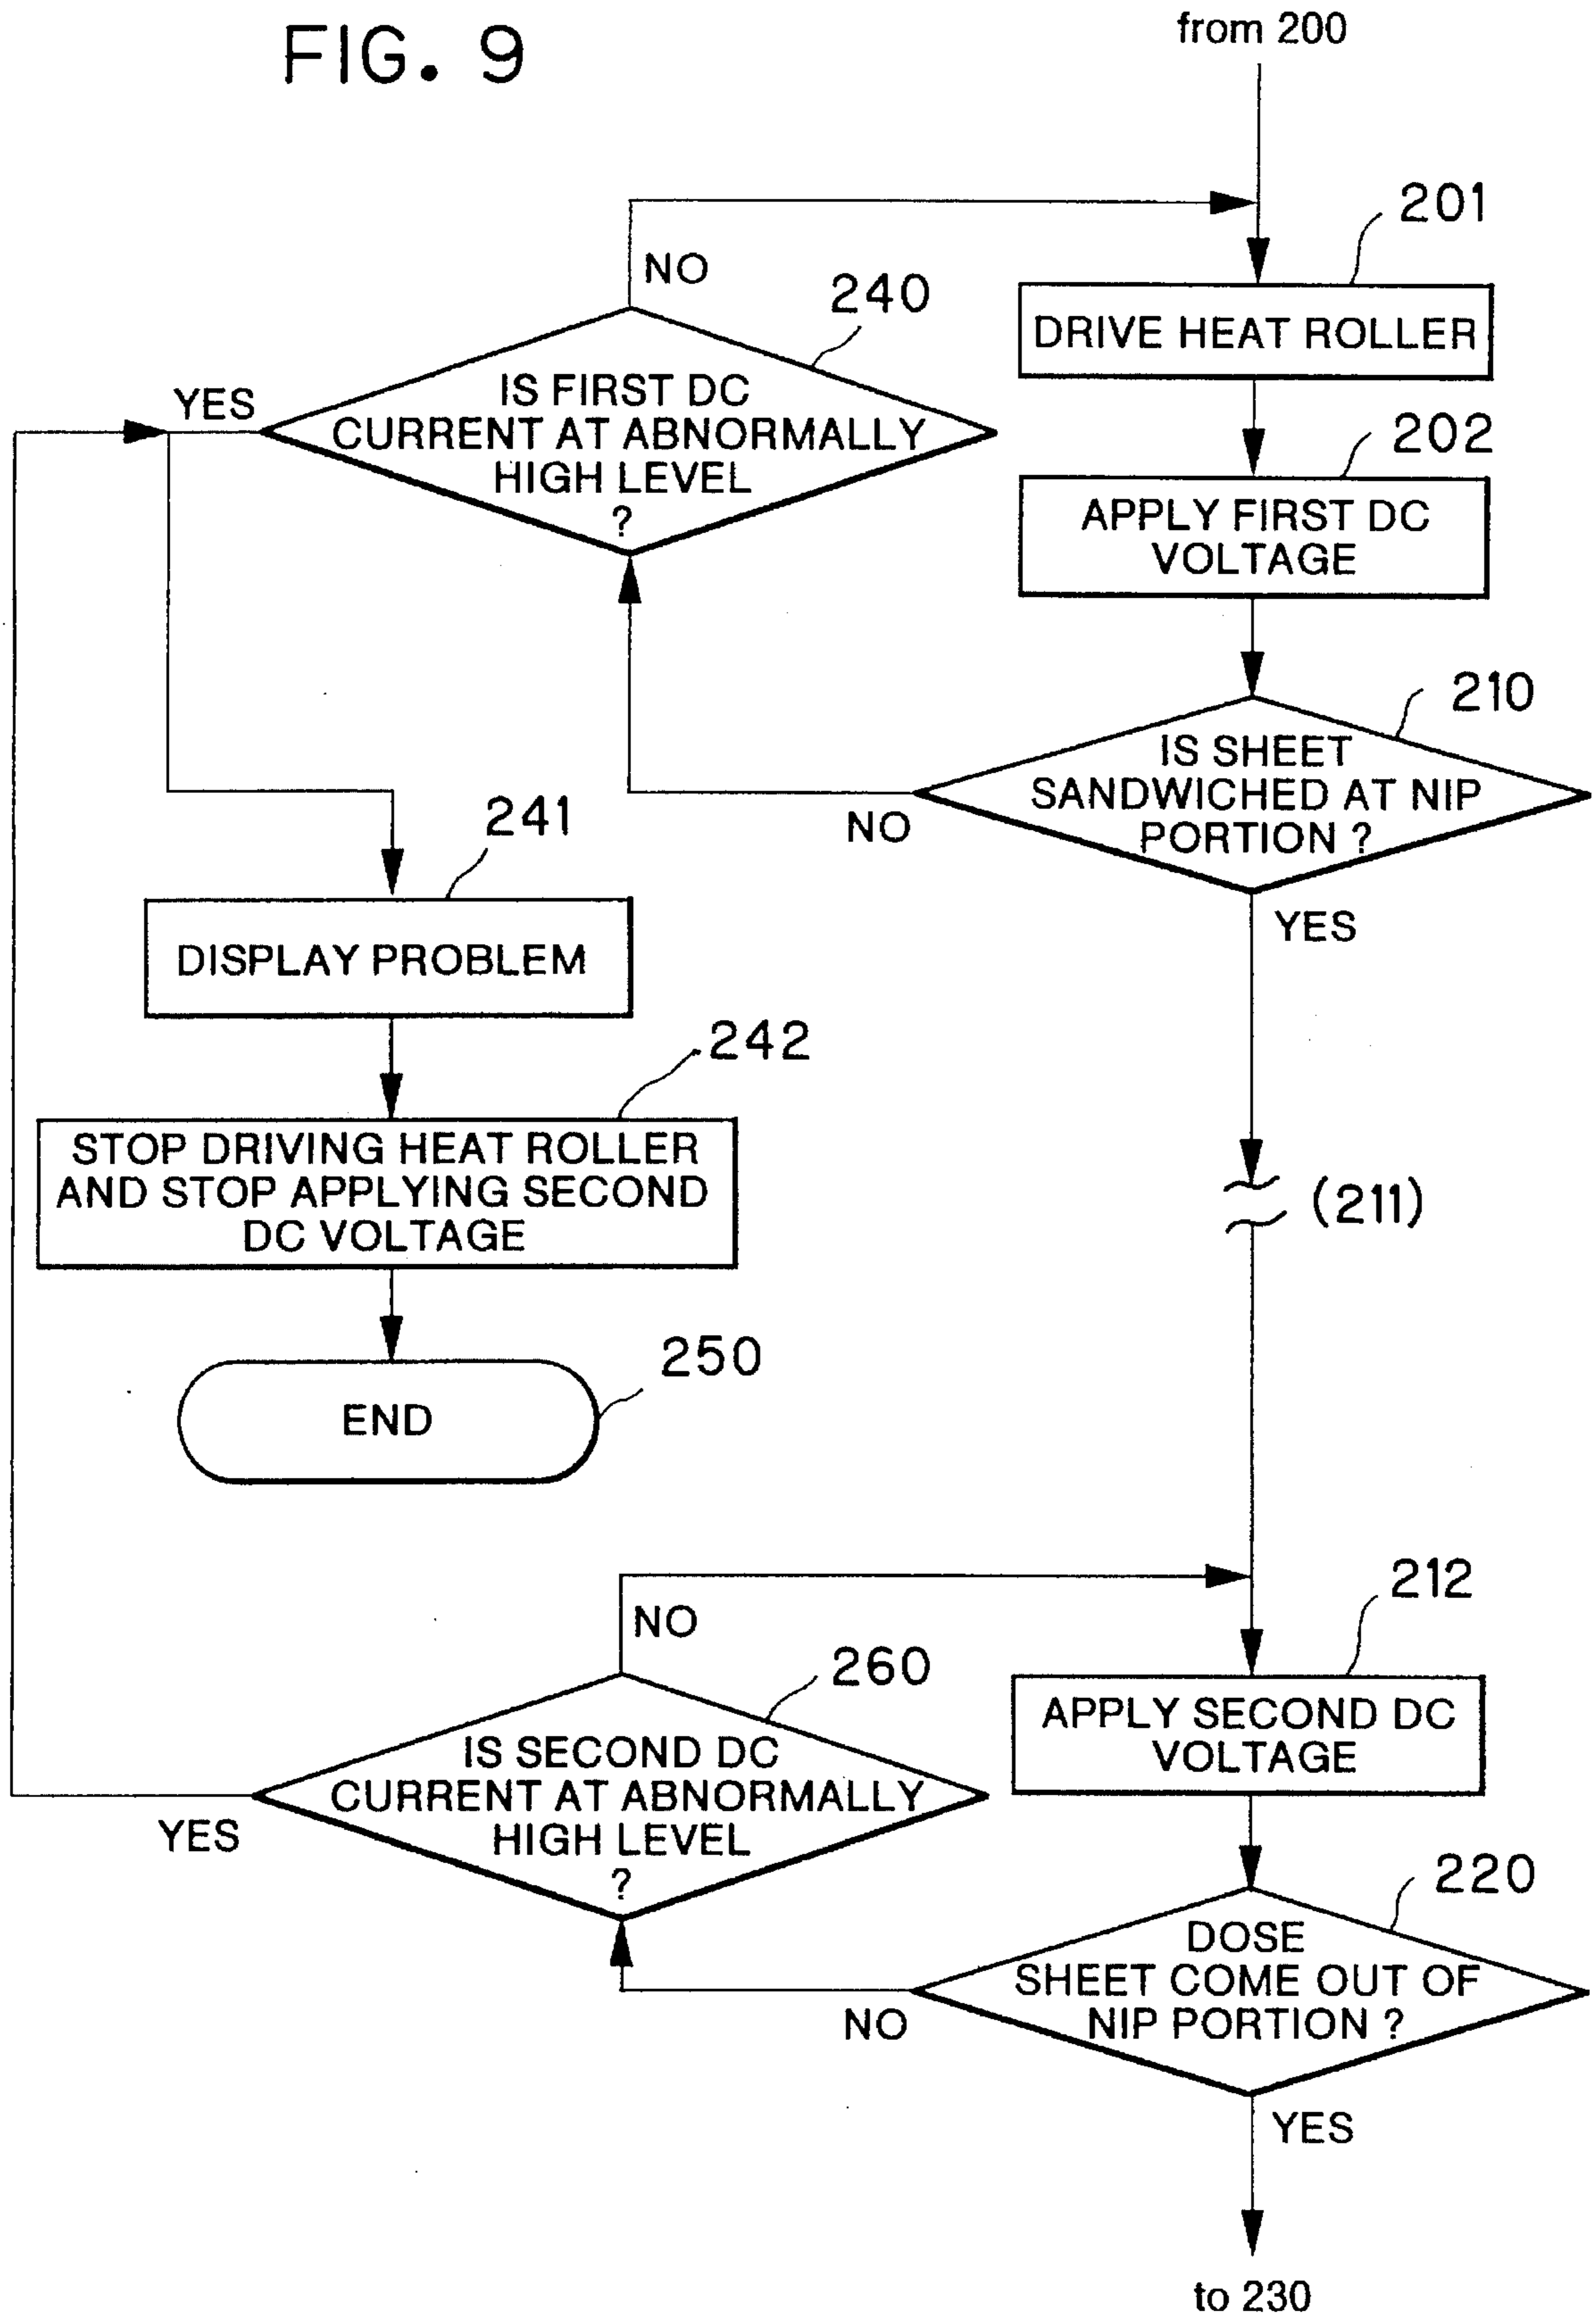 FIG. 9
from 200
201
DRIVE HEAT ROLLER
202
APPLY FIRST DC
VOLTAGE
210
IS SHEET
SANDWICHED AT NIP
PORTION ?
NO
YES
240
IS FIRST DC
CURRENT AT ABNORMALLY
HIGH LEVEL
?
NO
YES
241
DISPLAY PROBLEM
242
STOP DRIVING HEAT ROLLER
AND STOP APPLYING SECOND
DC VOLTAGE
250
END
(211)
212
APPLY SECOND DC
VOLTAGE
220
DOSE
SHEET COME OUT OF
NIP PORTION ?
NO
YES
260
IS SECOND DC
CURRENT AT ABNORMALLY
HIGH LEVEL
?
NO
YES
to 230